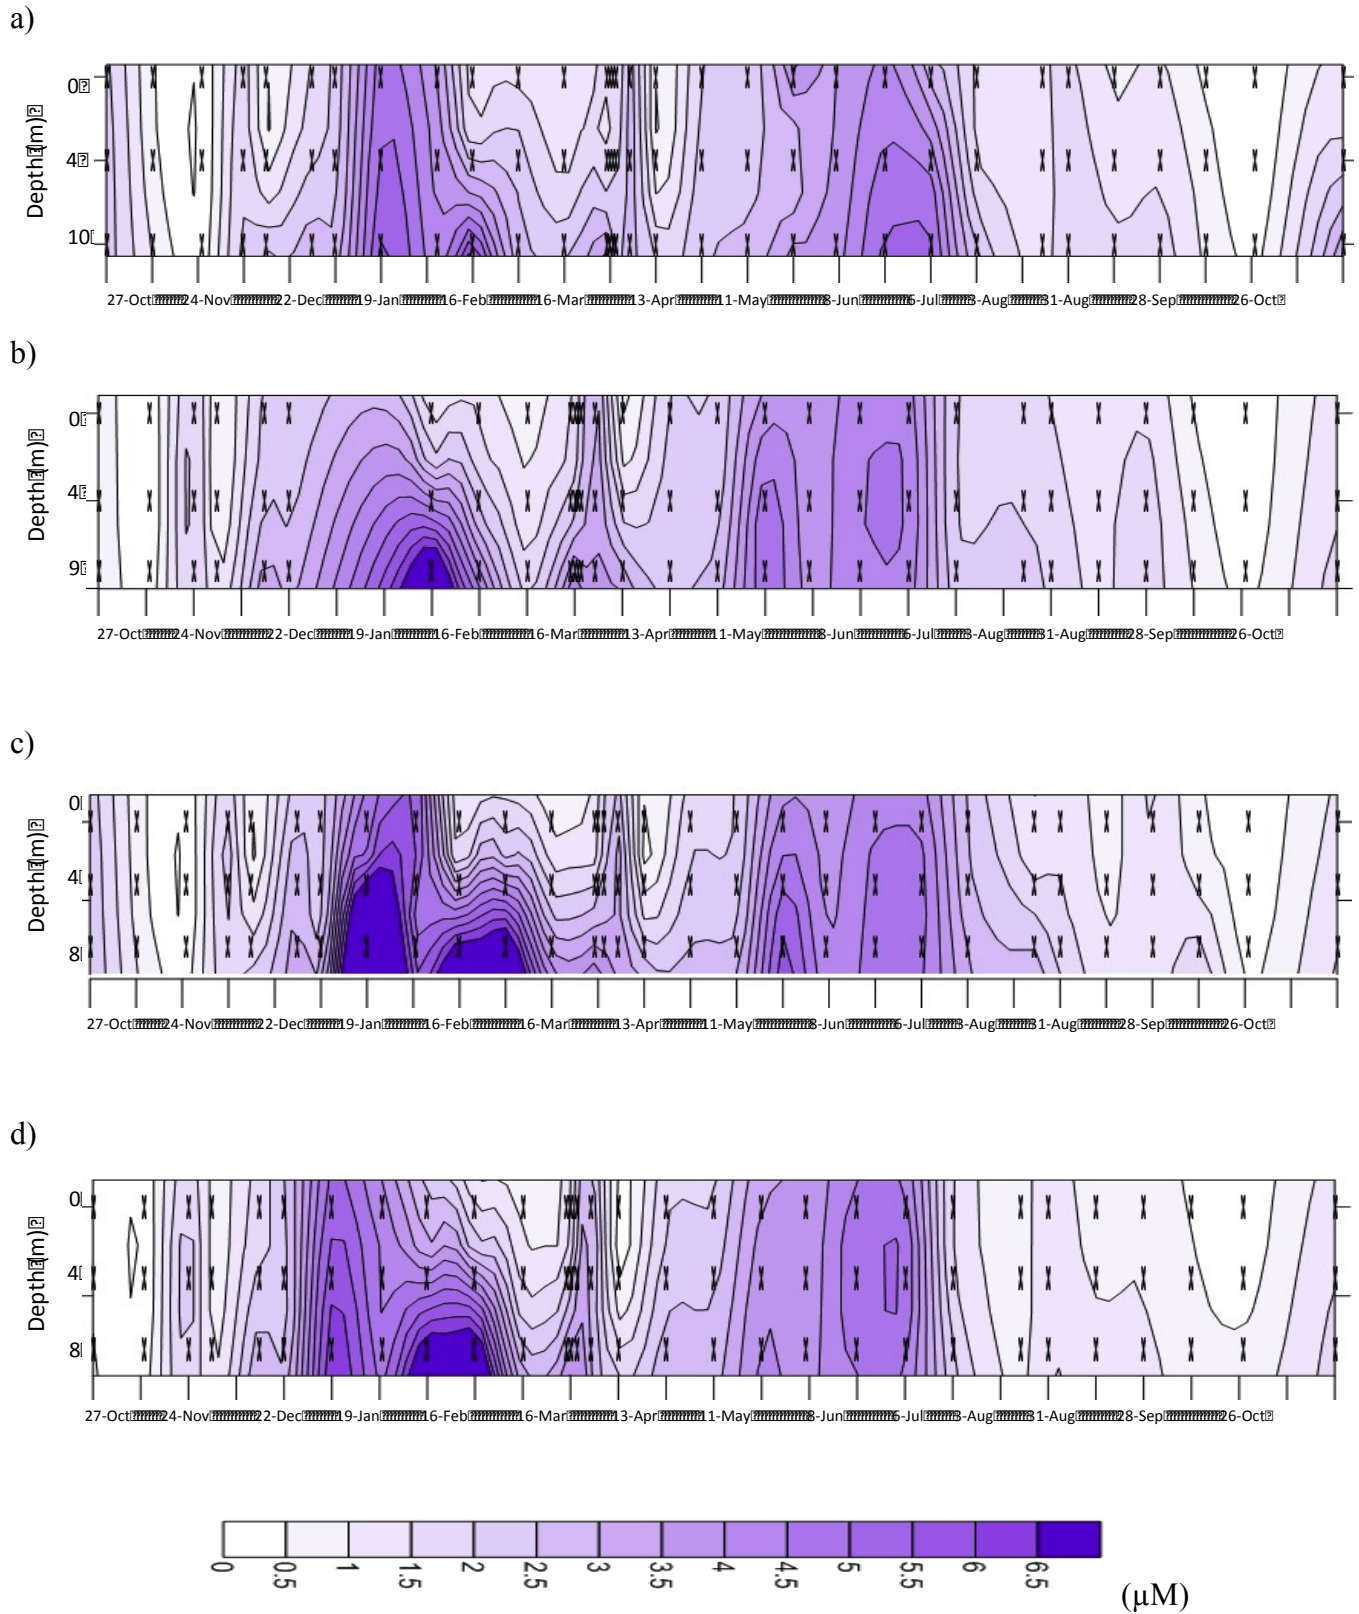 a)
0
4
10
Depth (m)
27-Oct 24-Nov 22-Dec 19-Jan 16-Feb 16-Mar 13-Apr 11-May 8-Jun 6-Jul 3-Aug 31-Aug 28-Sep 26-Oct
b)
0
4
9
Depth (m)
27-Oct 24-Nov 22-Dec 19-Jan 16-Feb 16-Mar 13-Apr 11-May 8-Jun 6-Jul 3-Aug 31-Aug 28-Sep 26-Oct
c)
0
4
8
Depth (m)
27-Oct 24-Nov 22-Dec 19-Jan 16-Feb 16-Mar 13-Apr 11-May 8-Jun 6-Jul 3-Aug 31-Aug 28-Sep 26-Oct
d)
0
4
8
Depth (m)
27-Oct 24-Nov 22-Dec 19-Jan 16-Feb 16-Mar 13-Apr 11-May 8-Jun 6-Jul 3-Aug 31-Aug 28-Sep 26-Oct
0 0.5 1 1.5 2 2.5 3 3.5 4 4.5 5 5.5 6 6.5
(µM)